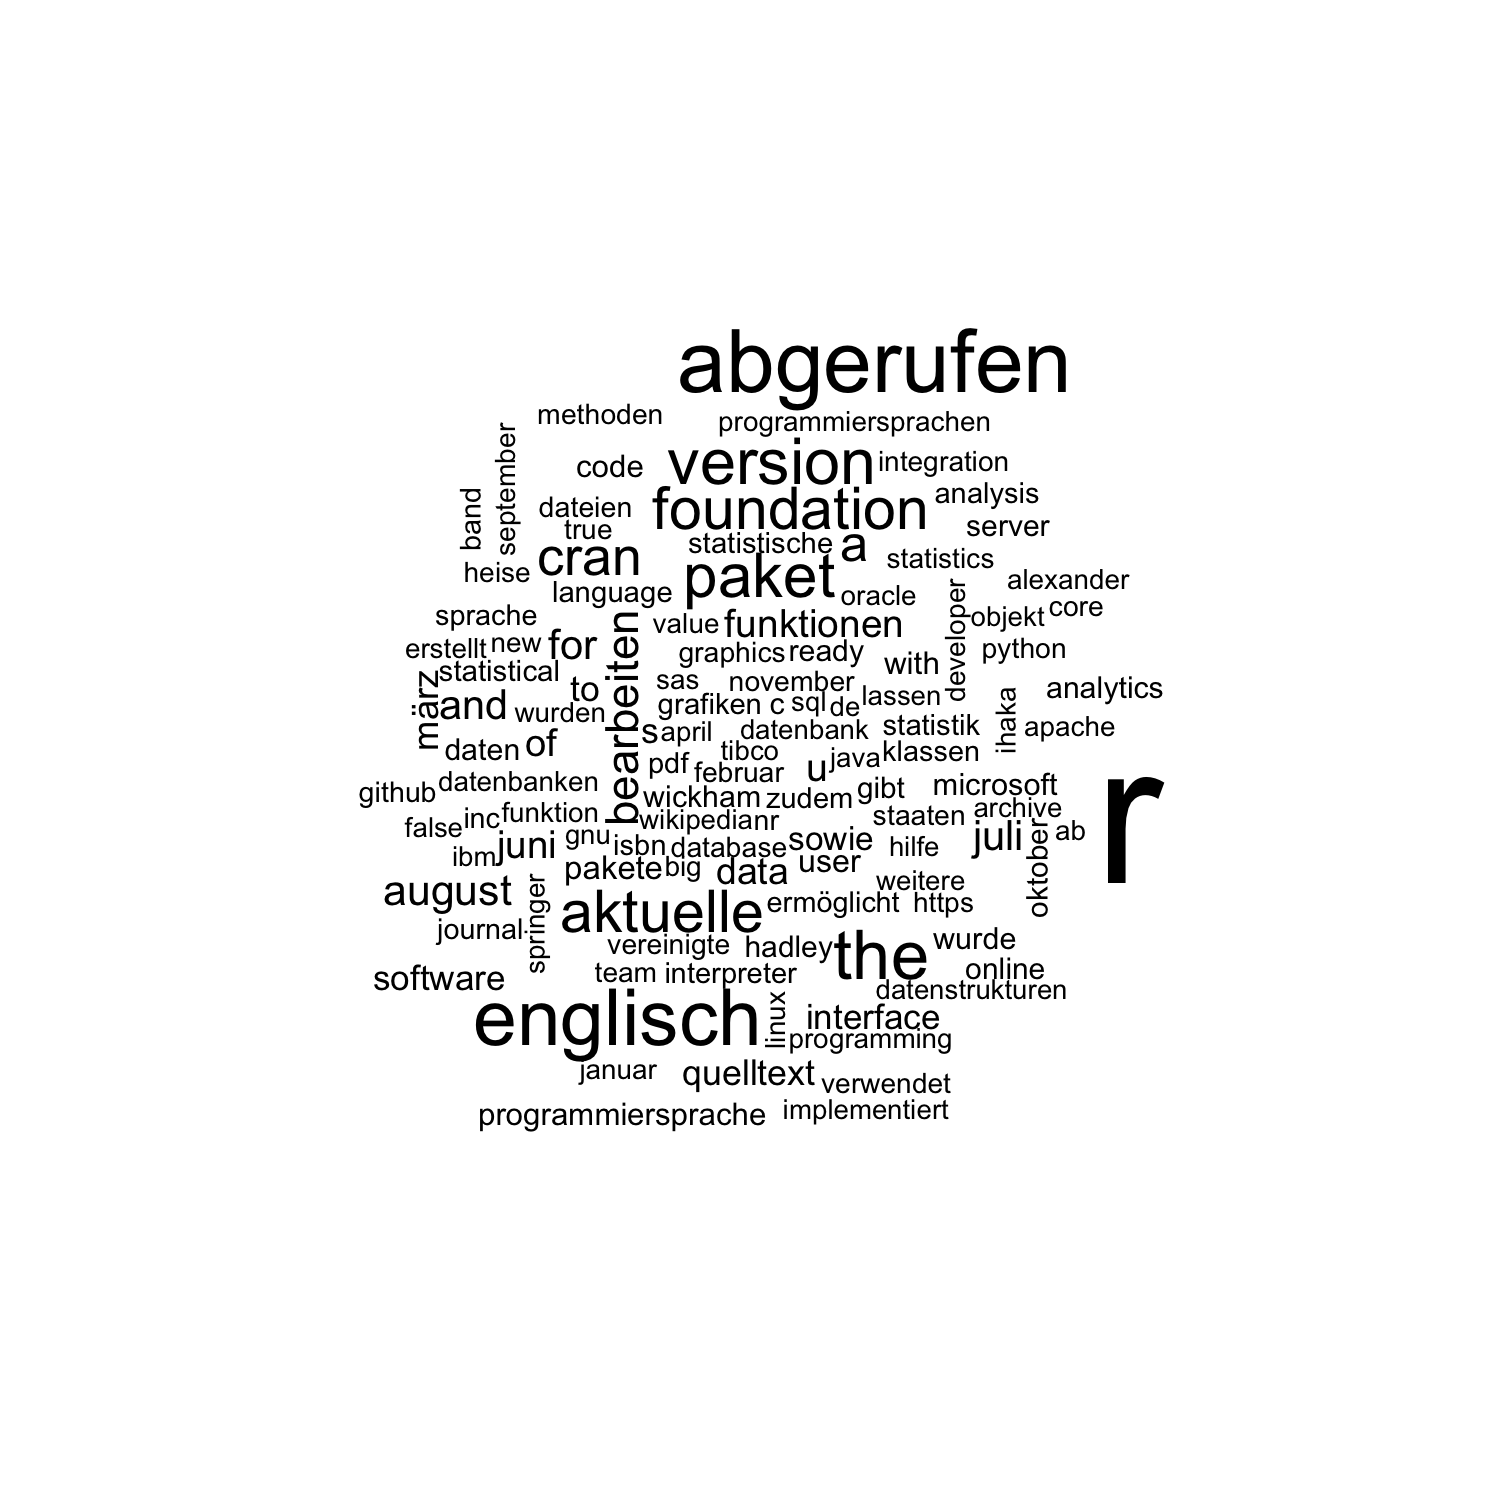 abgerufen
methoden
programmiersprachen
september
version
code
integration
band
foundation
analysis
dateien
true
server
statistische
a
cran
statistics
paket
heise
alexander
language
oracle
developer
core
sprache
objekt
value
funktionen
bearbeiten
for
new
erstellt
graphics
ready
with
python
statistical
märz
to
sas
november
analytics
lassen
and
wurden
grafiken
c
sql
de
ihaka
s
april
datenbank
statistik
apache
daten
of
tibco
java
klassen
pdf
februar
u
github
datenbanken
wickham
zudem
gibt
microsoft
r
inc
funktion
wikipedianr
staaten
archive
false
gnu
isbn
database
sowie
hilfe
juli
oktober
ab
ibm
juni
pakete
big
data
user
august
springer
weitere
aktuelle
ermöglicht
https
journal
vereinigte
hadley
the
wurde
software
team
interpreter
online
datenstrukturen
englisch
linux
interface
programming
januar
quelltext
verwendet
programmiersprache
implementiert